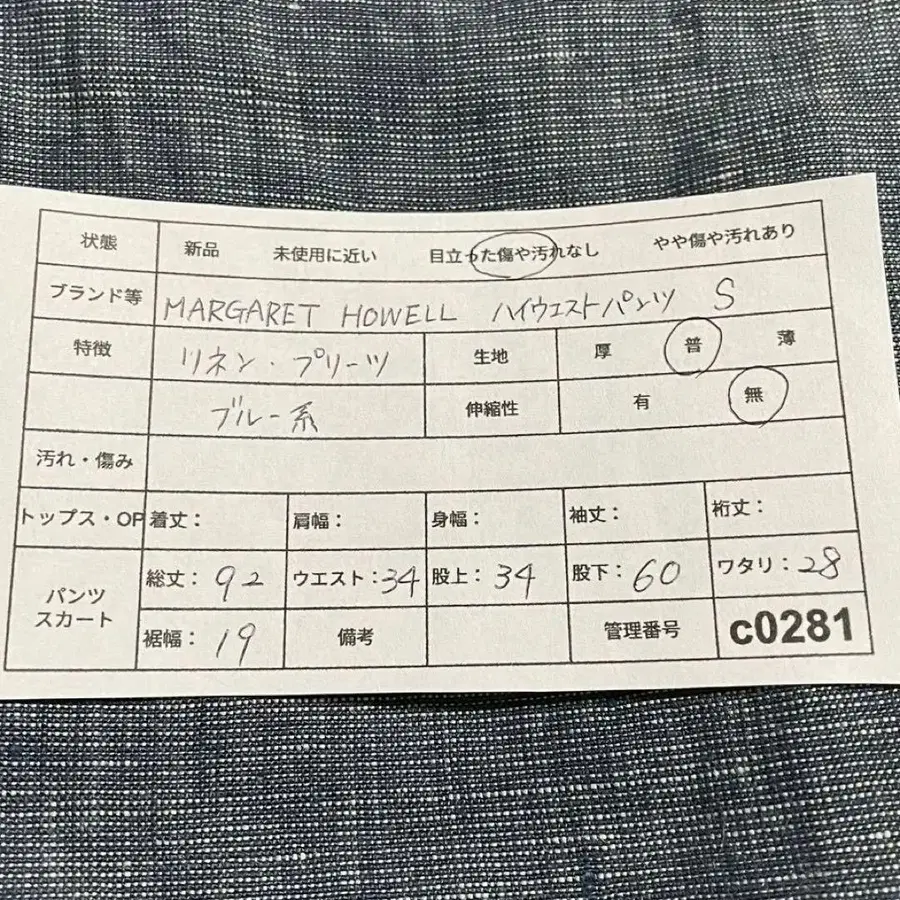 状態 新品 未使用に近い 目立った傷や汚れなし やや傷や汚れあり
ブランド等 MARGARET HOWELL ハイウエストパンツ S
特徴 リネン・プリーツ 生地 厚 普 薄
ブルー系 伸縮性 有 無
汚れ・傷み
トップス・OP 着丈: 肩幅: 身幅: 袖丈: 裄丈:
パンツ スカート 総丈: 92 ウエスト: 34 股上: 34 股下: 60 ワタリ: 28
裾幅: 19 備考 管理番号 c0281